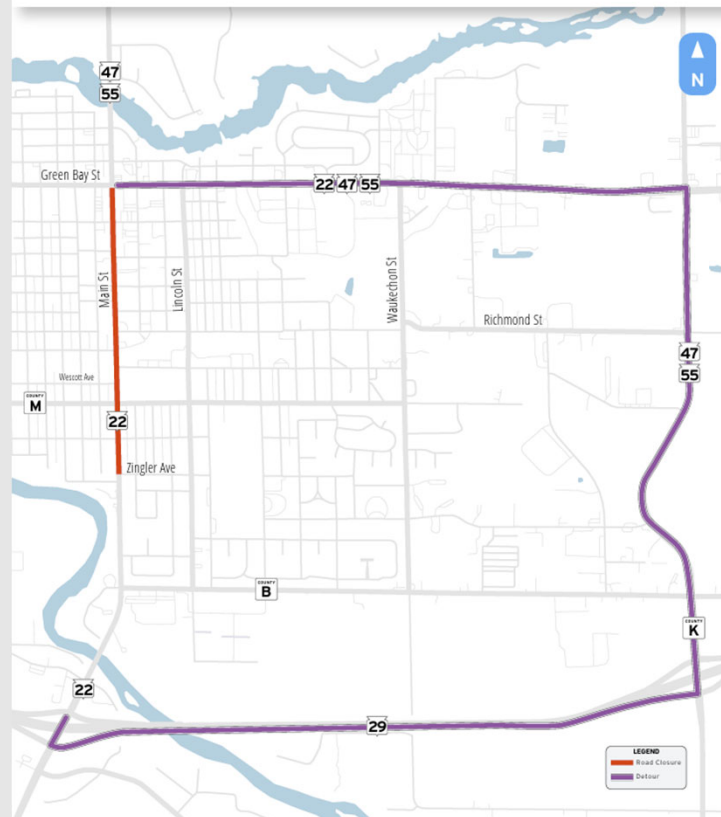 47
55
N
Green Bay St
22 47 55
Main St
Lincoln St
Waukechon St
Richmond St
47
55
Wescott Ave
COUNTY
M
22
Zingler Ave
COUNTY
B
COUNTY
K
22
29
LEGEND
Road Closure
Detour